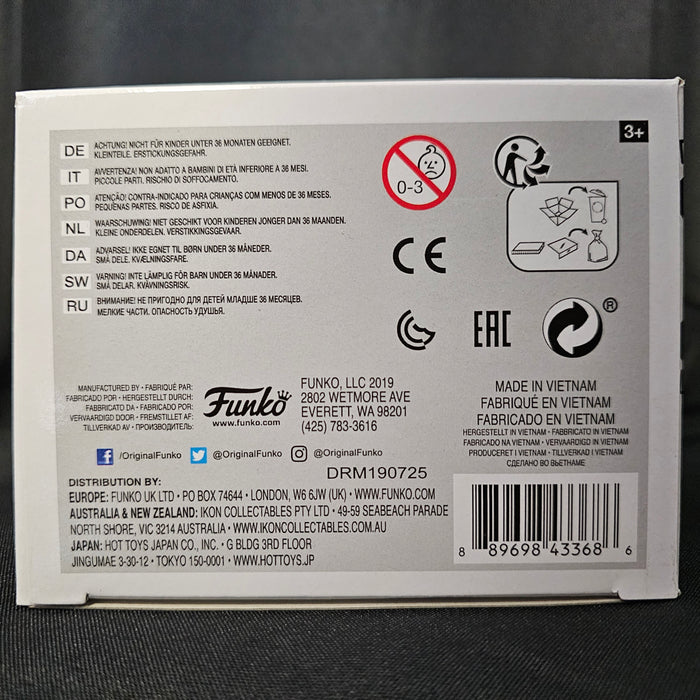 DE ACHTUNG! NICHT FÜR KINDER UNTER 36 MONATEN GEEIGNET.
KLEINTEILE. ERSTICKUNGSGEFAHR.
IT AVVERTENZA! NON ADATTO A BAMBINI DI ETÀ INFERIORE A 36 MESI.
PICCOLE PARTI. RISCHIO DI SOFFOCAMENTO.
PO ATENÇÃO! CONTRA-INDICADO PARA CRIANÇAS COM MENOS DE 36 MESES.
PEQUENAS PARTES. RISCO DE ASFIXIA.
NL WAARSCHUWING! NIET GESCHIKT VOOR KINDEREN JONGER DAN 36 MAANDEN.
KLEINE ONDERDELEN. VERSTIKKINGSGEVAAR.
DA ADVARSEL! IKKE EGNET TIL BØRN UNDER 36 MÅNEDER.
SMÅ DELE. KVÆLNINGSFARE.
SW VARNING! INTE LÄMPLIG FÖR BARN UNDER 36 MÅNADER.
SMÅ DELAR. KVÄVNINGSRISK.
RU ВНИМАНИЕ! НЕ ПРИГОДНО ДЛЯ ДЕТЕЙ МЛАДШЕ 36 МЕСЯЦЕВ.
МЕЛКИЕ ЧАСТИ. ОПАСНОСТЬ УДУШЬЯ.
0-3
3+
CE
EAC
®
MANUFACTURED BY • FABRIQUÉ PAR:
FABRICADO POR • HERGESTELLT DURCH:
FABBRICATO DA • FABRICADO POR:
VERVAARDIGD DOOR • FREMSTILLET AF:
TILLVERKAD AV • ПРОИЗВОДИТЕЛЬ:
Funko
www.funko.com
FUNKO, LLC 2019
2802 WETMORE AVE
EVERETT, WA 98201
(425) 783-3616
MADE IN VIETNAM
FABRIQUÉ EN VIETNAM
FABRICADO EN VIETNAM
HERGESTELLT IN VIETNAM • FABBRICATO IN VIETNAM
FABRICADO NA VIETNAM • VERVAARDIGD IN VIETNAM
PRODUCERET I VIETNAM • TILLVERKAD I VIETNAM
СДЕЛАНО ВО ВЬЕТНАМЕ
/OriginalFunko @OriginalFunko @OriginalFunko
DRM190725
DISTRIBUTION BY:
EUROPE: FUNKO UK LTD • PO BOX 74644 • LONDON, W6 6JW (UK) • WWW.FUNKO.COM
AUSTRALIA & NEW ZEALAND: IKON COLLECTABLES PTY LTD • 49-59 SEABEACH PARADE
NORTH SHORE, VIC 3214 AUSTRALIA • WWW.IKONCOLLECTABLES.COM.AU
JAPAN: HOT TOYS JAPAN CO., INC. • G BLDG 3RD FLOOR
JINGUMAE 3-30-12 • TOKYO 150-0001 • WWW.HOTTOYS.JP
8 89698 43368 6